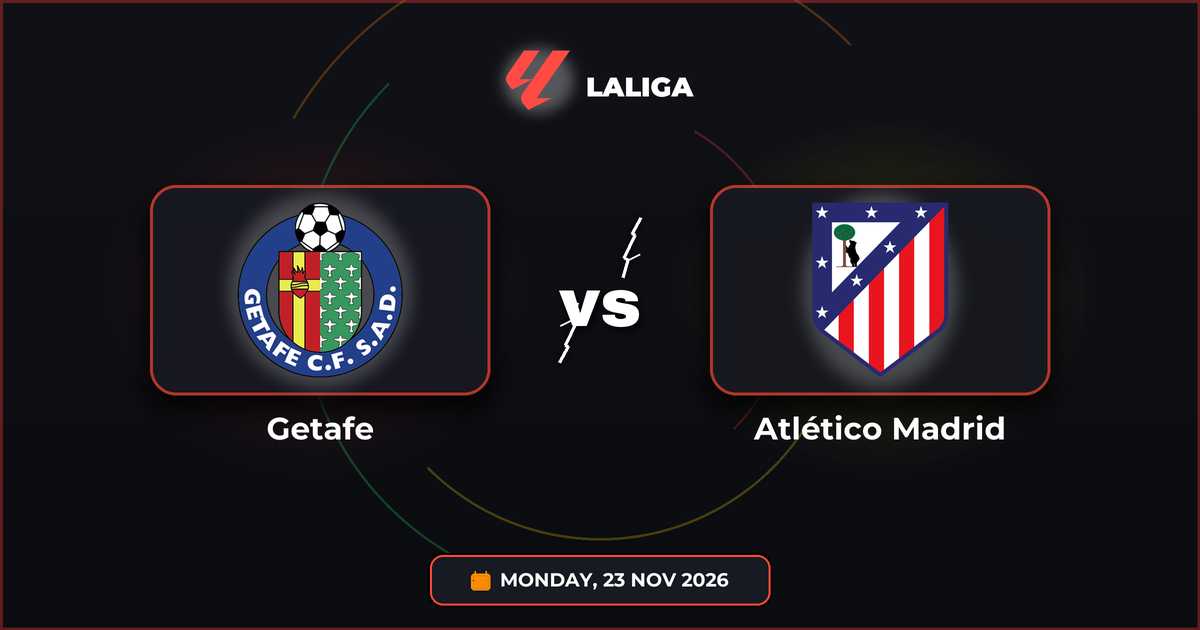 LALIGA
GETAFE C.F. S.A.D.
VS
Getafe
Atlético Madrid
MONDAY, 23 NOV 2026